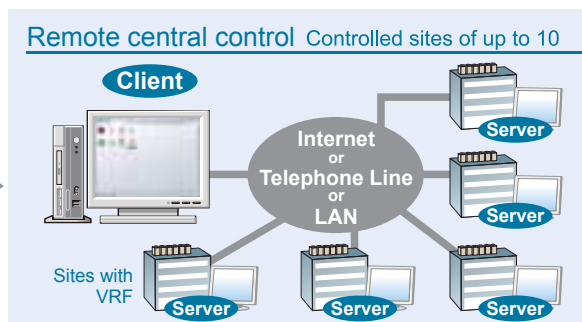 Remote central control Controlled sites of up to 10
Client
Server
Internet
or
Telephone Line
or
LAN
Server
Sites with
VRF
Server
Server
Server